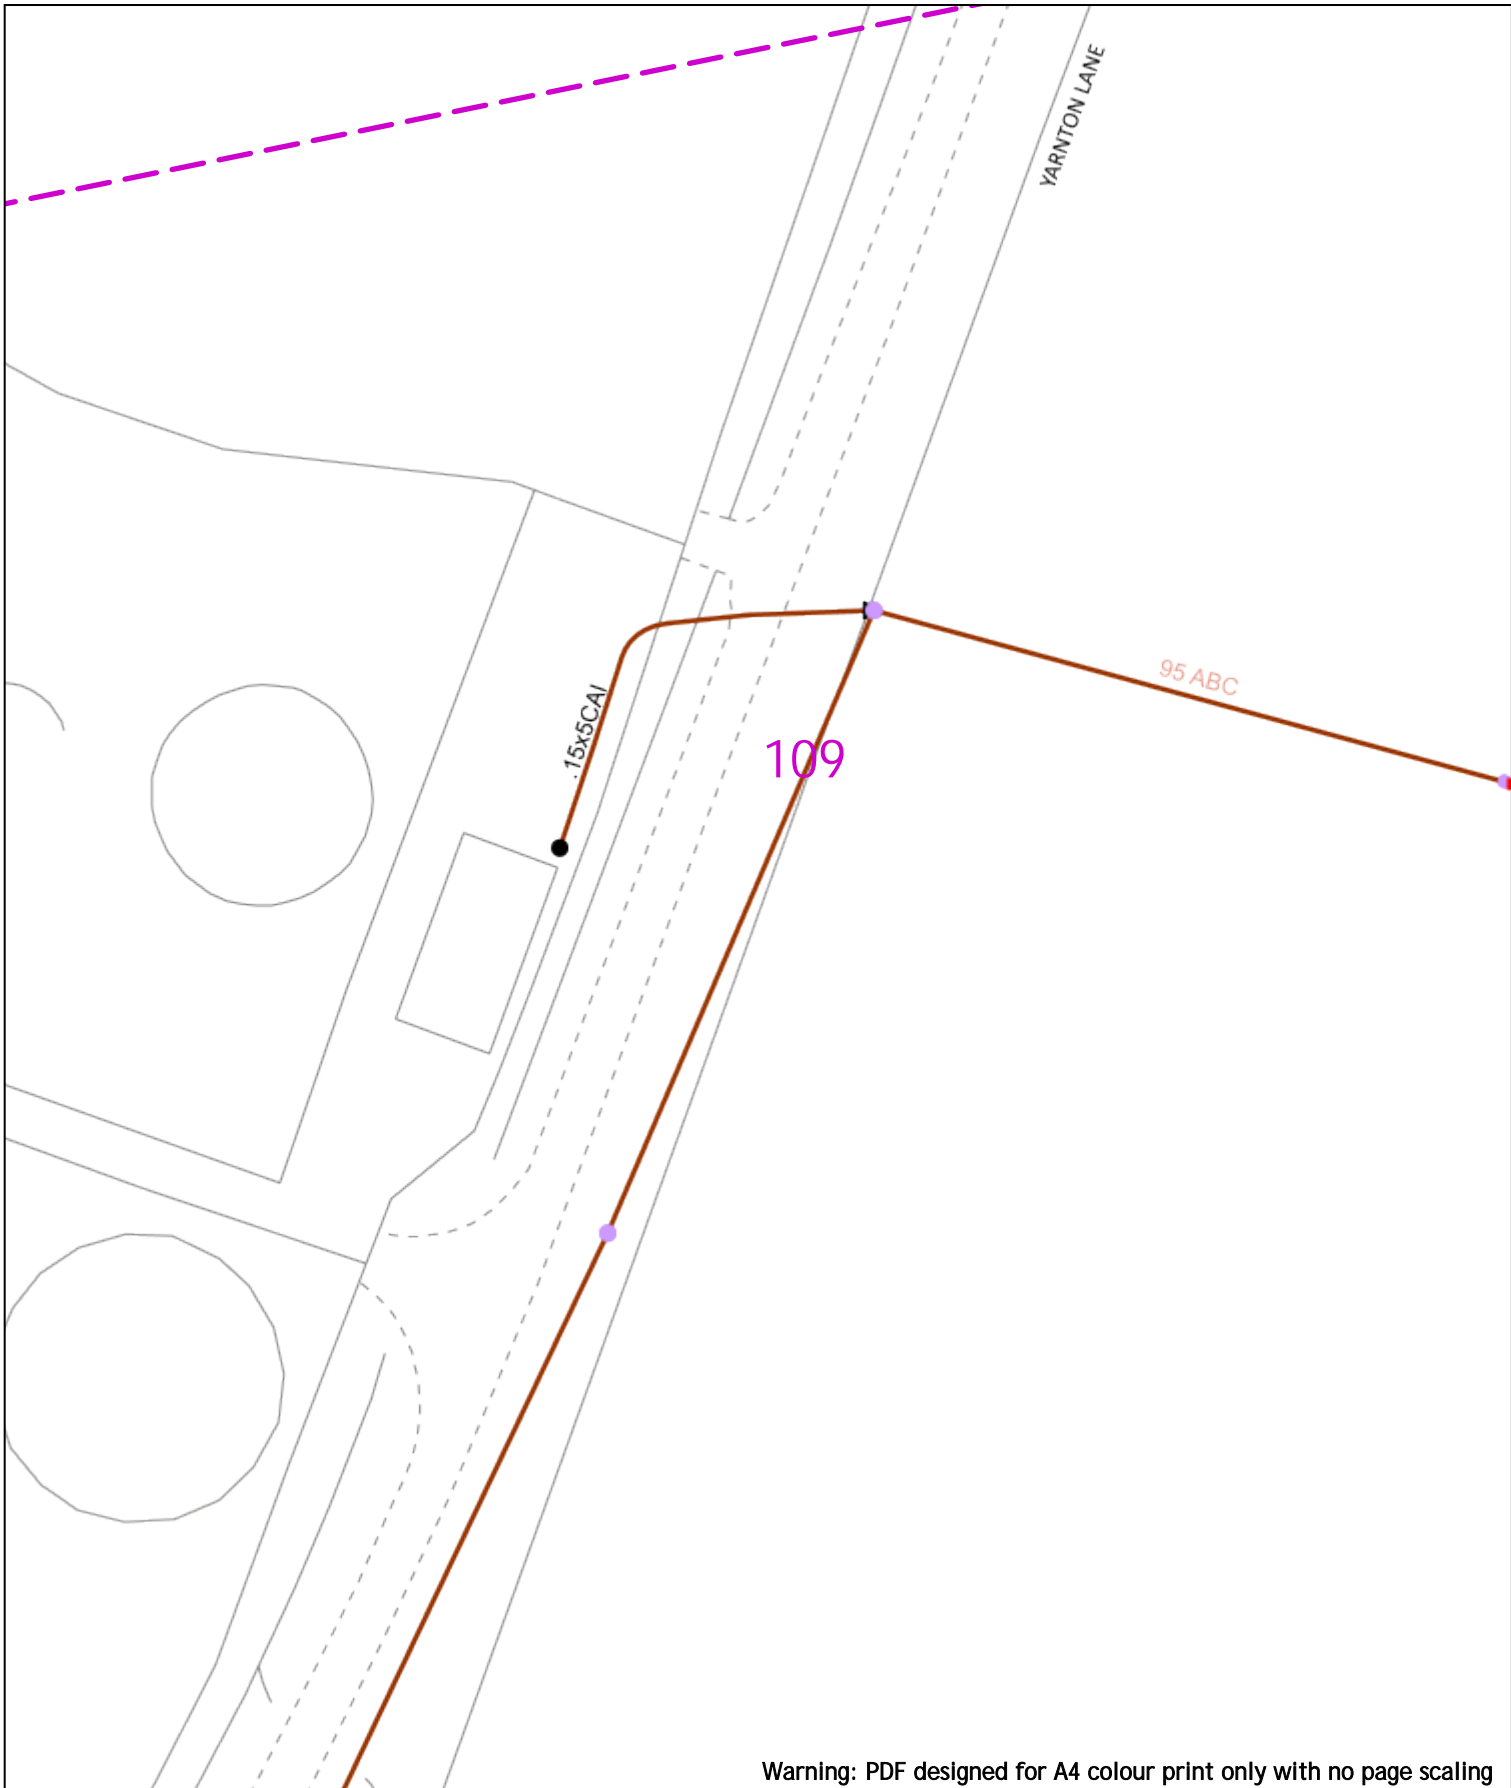 YARNTON LANE
95 ABC
.15x5CAI
109
Warning: PDF designed for A4 colour print only with no page scaling